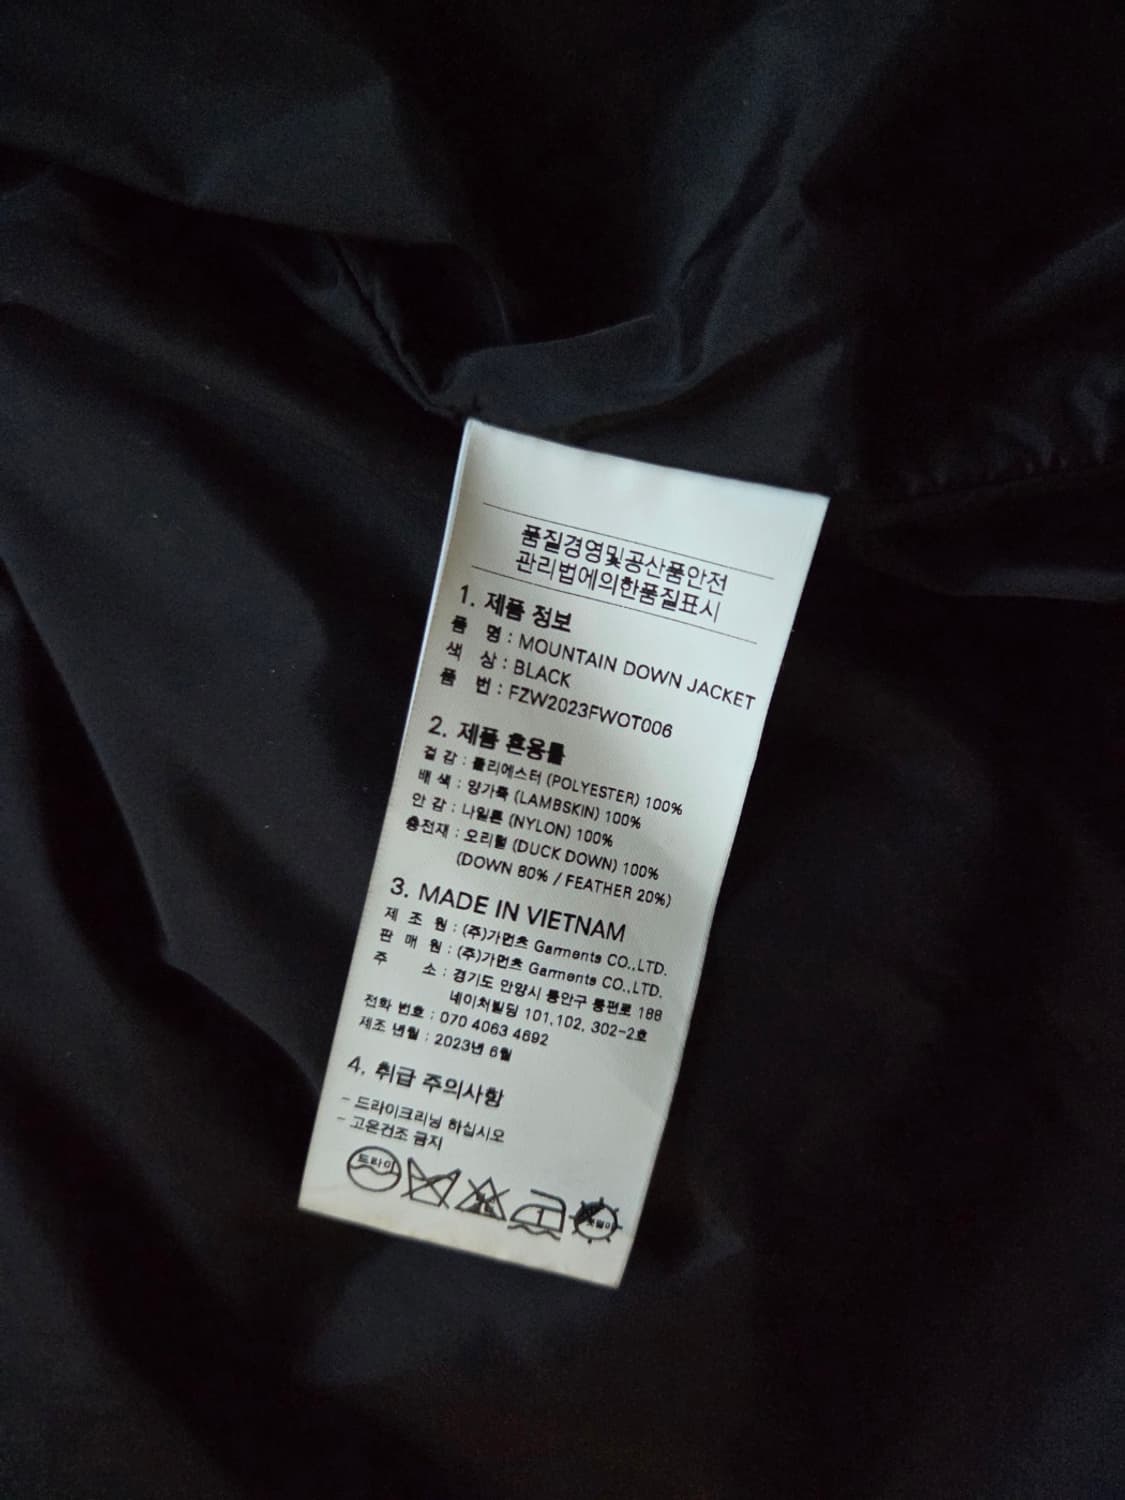 품질경영및공산품안전
관리법에의한품질표시
1. 제품 정보
품 명 : MOUNTAIN DOWN JACKET
색 상 : BLACK
품 번 : FZW2023FWOT006
2. 제품 혼용률
겉 감 : 폴리에스터 (POLYESTER) 100%
배 색 : 양가죽 (LAMBSKIN) 100%
안 감 : 나일론 (NYLON) 100%
충전재 : 오리털 (DUCK DOWN) 100%
(DOWN 80% / FEATHER 20%)
3. MADE IN VIETNAM
제 조 원 : (주)가먼츠 Garments CO.,LTD.
판 매 원 : (주)가먼츠 Garments CO.,LTD.
주 소 : 경기도 안양시 동안구 동편로 188
네이처빌딩 101,102, 302-2호
전화 번호 : 070 4063 4692
제조 년월 : 2023년 6월
4. 취급 주의사항
- 드라이크리닝 하십시오
- 고온건조 금지
드라이
1